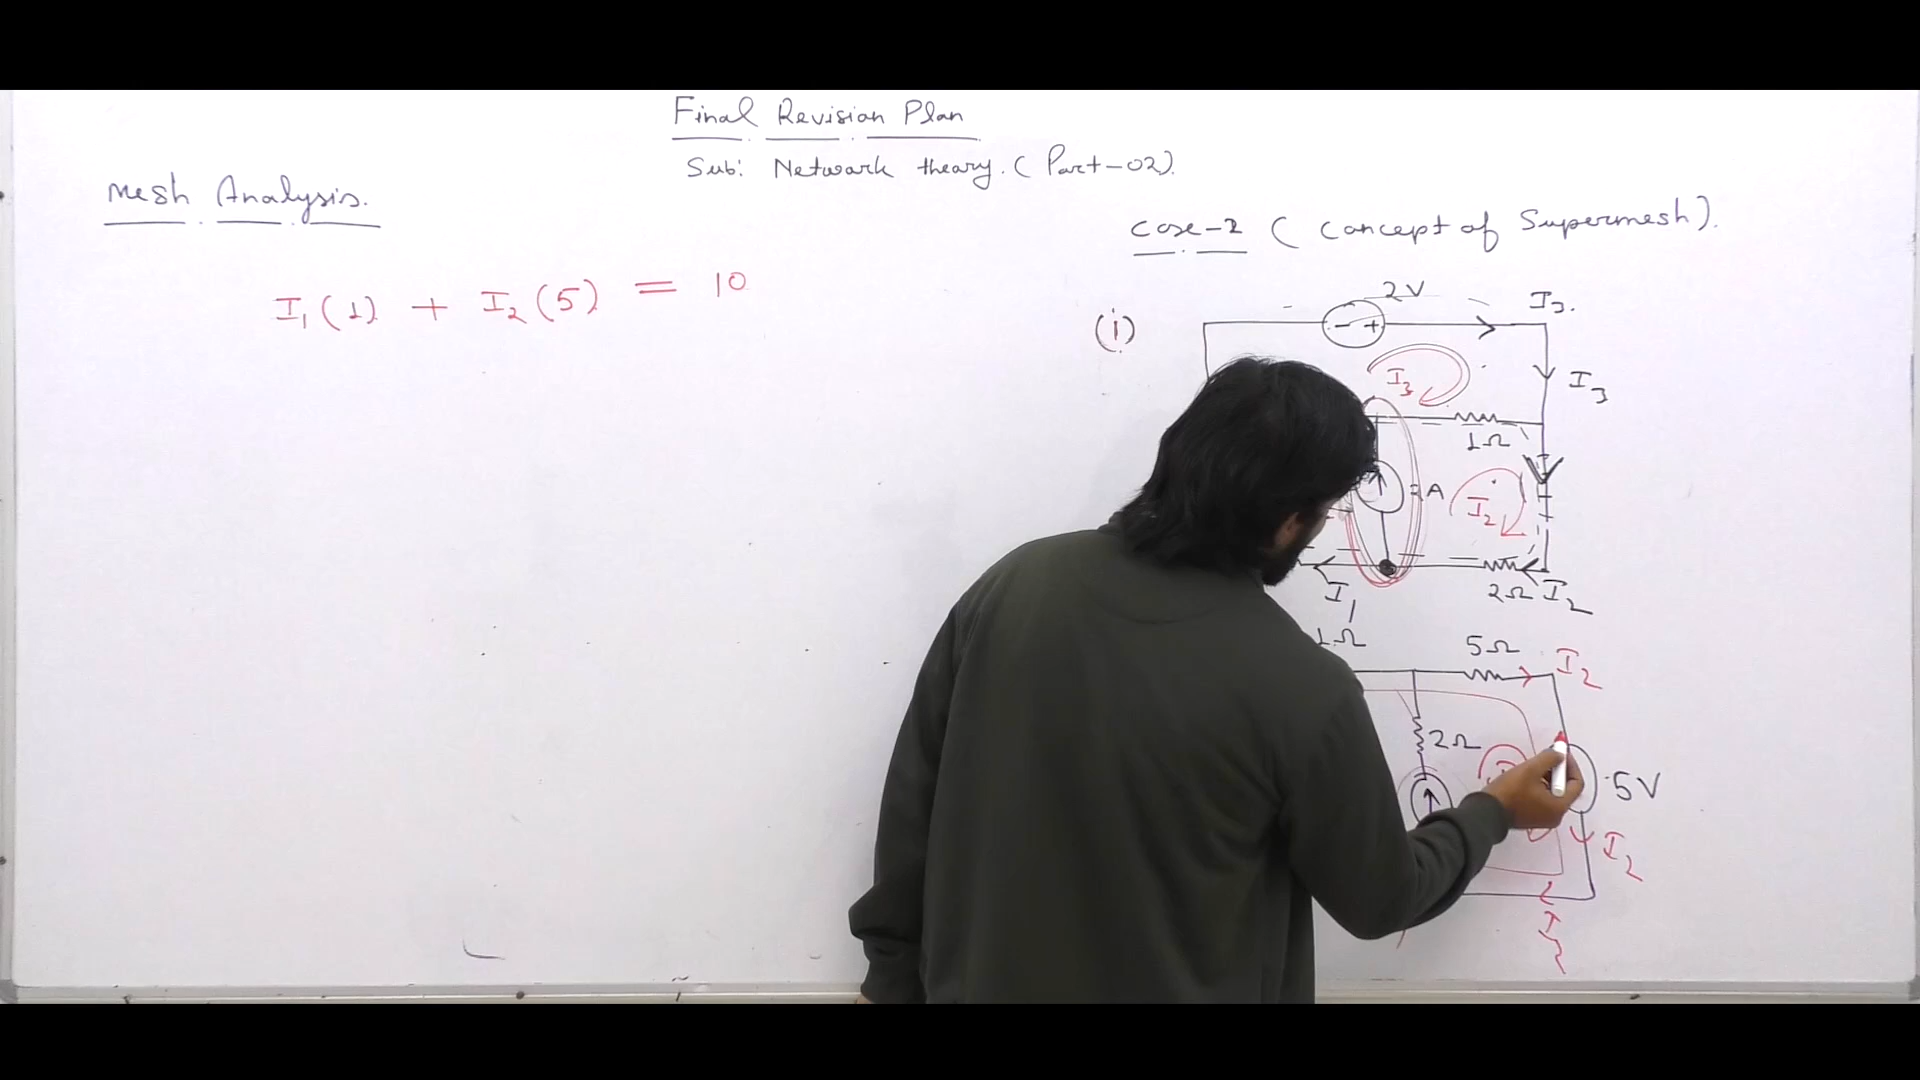 Final Revision Plan
Sub: Network theory. (Part-02).
Mesh Analysis.
I₁(1) + I₂(5) = 10
Case-2 (Concept of Supermesh).
(i)
2V
- +
I₃.
I₃
I₃
1Ω
A
I₂
I₁
2Ω I₂
1Ω
5Ω
I₂
2Ω
5V
I₂
I₂